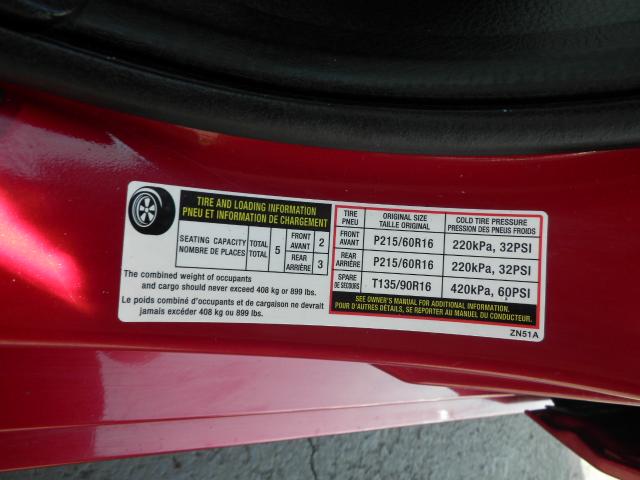 TIRE AND LOADING INFORMATION
PNEU ET INFORMATION DE CHARGEMENT
SEATING CAPACITY TOTAL 5 FRONT 2
NOMBRE DE PLACES TOTAL AVANT
REAR 3
ARRIÈRE
The combined weight of occupants
and cargo should never exceed 408 kg or 899 lbs.
Le poids combiné d'occupants et de cargaison ne devrait
jamais excéder 408 kg ou 899 lbs.
TIRE ORIGINAL SIZE COLD TIRE PRESSURE
PNEU TAILLE ORIGINALE PRESSION DES PNEUS FROIDS
FRONT P215/60R16 220kPa, 32PSI
AVANT
REAR P215/60R16 220kPa, 32PSI
ARRIÈRE
SPARE T135/90R16 420kPa, 60PSI
DE SECOURS
SEE OWNER'S MANUAL FOR ADDITIONAL INFORMATION.
POUR D'AUTRES DÉTAILS, SE REPORTER AU MANUEL DU CONDUCTEUR.
ZN51A